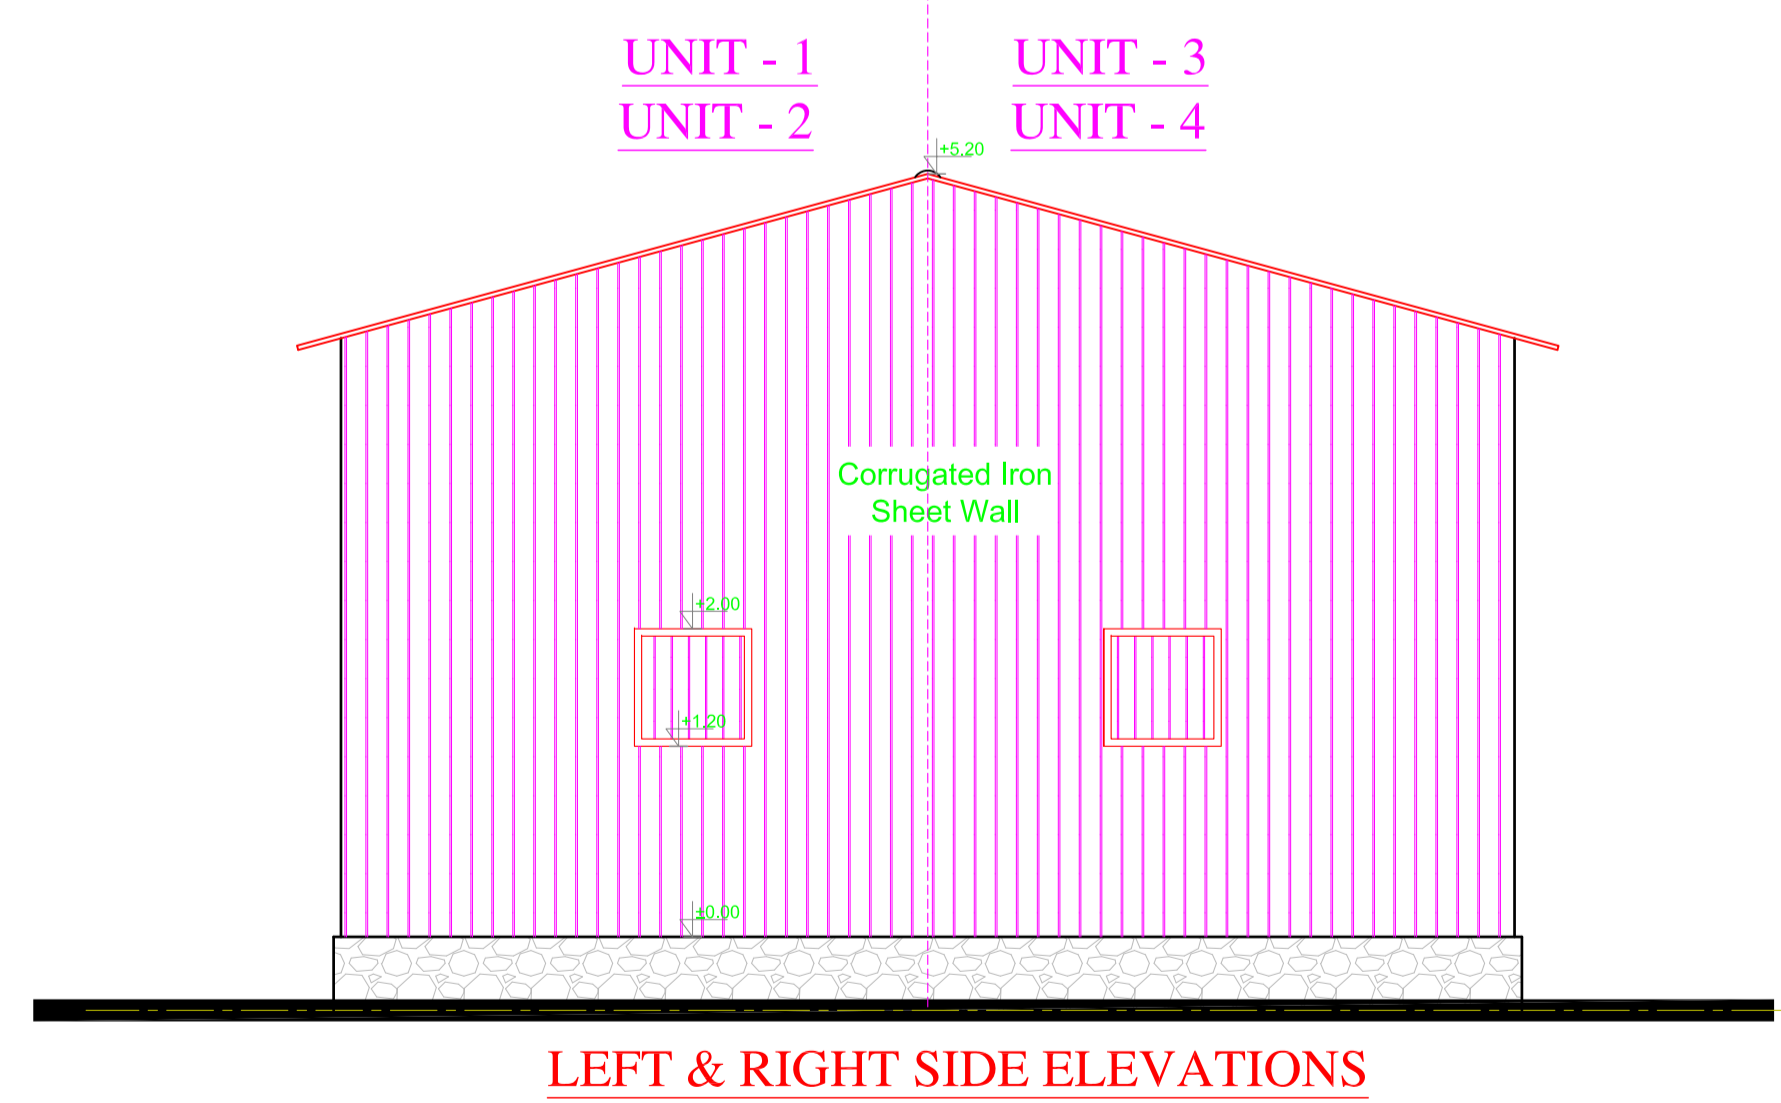 UNIT - 1
UNIT - 2
UNIT - 3
UNIT - 4
+5.20
Corrugated Iron
Sheet Wall
+2.00
+1.20
±0.00
LEFT & RIGHT SIDE ELEVATIONS